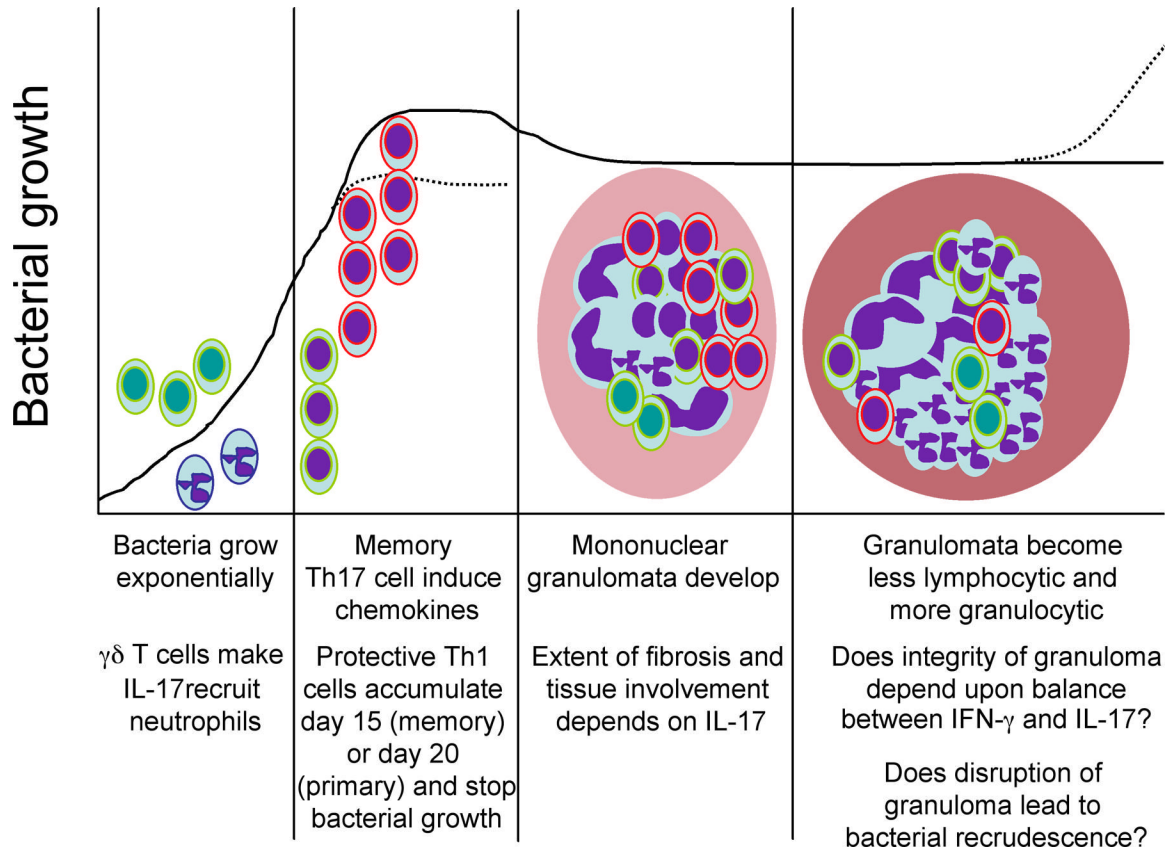 Bacterial growth
Bacteria grow
exponentially
γδ T cells make
IL-17recruit
neutrophils
Memory
Th17 cell induce
chemokines
Protective Th1
cells accumulate
day 15 (memory)
or day 20
(primary) and stop
bacterial growth
Mononuclear
granulomata develop
Extent of fibrosis and
tissue involvement
depends on IL-17
Granulomata become
less lymphocytic and
more granulocytic
Does integrity of granuloma
depend upon balance
between IFN-γ and IL-17?
Does disruption of
granuloma lead to
bacterial recrudescence?